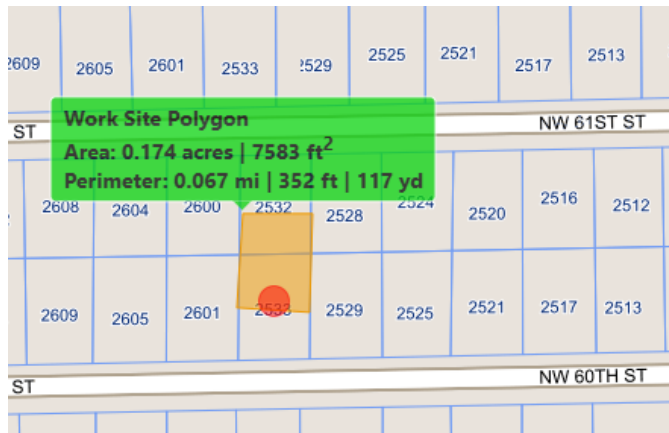 2609 2605 2601 2533 2529 2525 2521 2517 2513
Work Site Polygon
Area: 0.174 acres | 7583 ft²
Perimeter: 0.067 mi | 352 ft | 117 yd
ST NW 61ST ST
2608 2604 2600 2532 2528 2524 2520 2516 2512
2609 2605 2601 2533 2529 2525 2521 2517 2513
ST NW 60TH ST